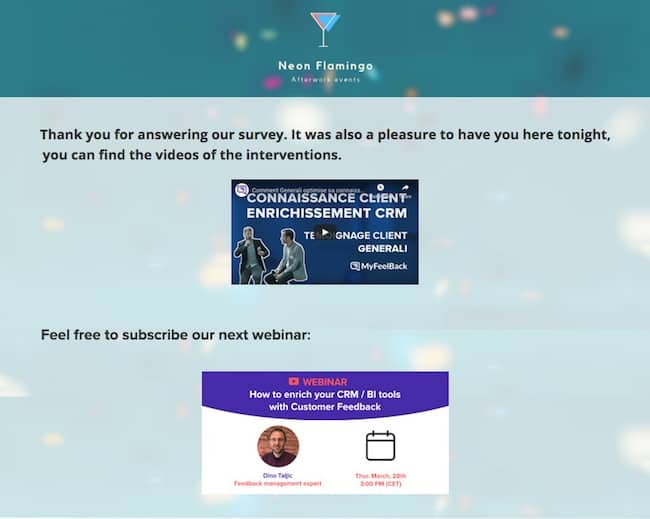 Neon Flamingo
Afterwork events
Thank you for answering our survey. It was also a pleasure to have you here tonight,
you can find the videos of the interventions.
Comment Generali optimise sa connaiss...
CONNAISSANCE CLIENT
ENRICHISSEMENT CRM
GNAGE CLIENT
GENERALI
MyFeelBack
Feel free to subscribe our next webinar:
WEBINAR
How to enrich your CRM / BI tools
with Customer Feedback
Dino Taljic
Feedback management expert
Thur. March, 28th
3:00 PM (CET)